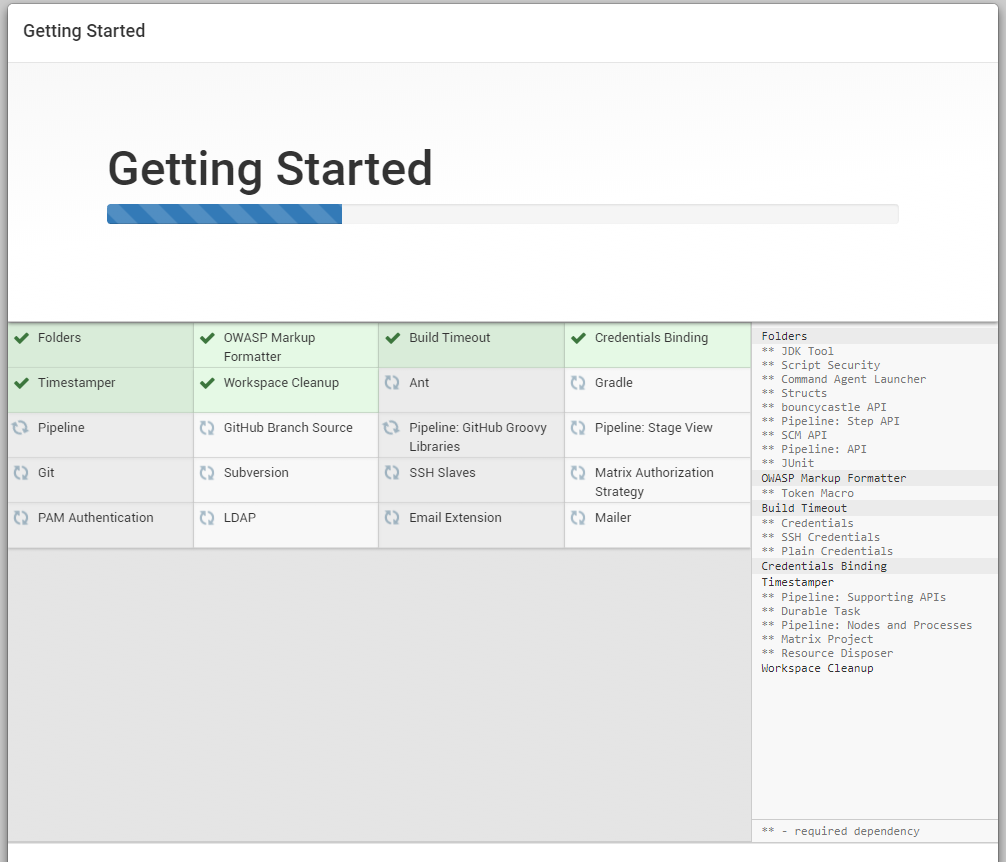 Getting Started
Getting Started
Folders
OWASP Markup
Formatter
Build Timeout
Credentials Binding
Timestamper
Workspace Cleanup
Ant
Gradle
Pipeline
GitHub Branch Source
Pipeline: GitHub Groovy
Libraries
Pipeline: Stage View
Git
Subversion
SSH Slaves
Matrix Authorization
Strategy
PAM Authentication
LDAP
Email Extension
Mailer
Folders
** JDK Tool
** Script Security
** Command Agent Launcher
** Structs
** bouncycastle API
** Pipeline: Step API
** SCM API
** Pipeline: API
** JUnit
OWASP Markup Formatter
** Token Macro
Build Timeout
** Credentials
** SSH Credentials
** Plain Credentials
Credentials Binding
Timestamper
** Pipeline: Supporting APIs
** Durable Task
** Pipeline: Nodes and Processes
** Matrix Project
** Resource Disposer
Workspace Cleanup
** - required dependency